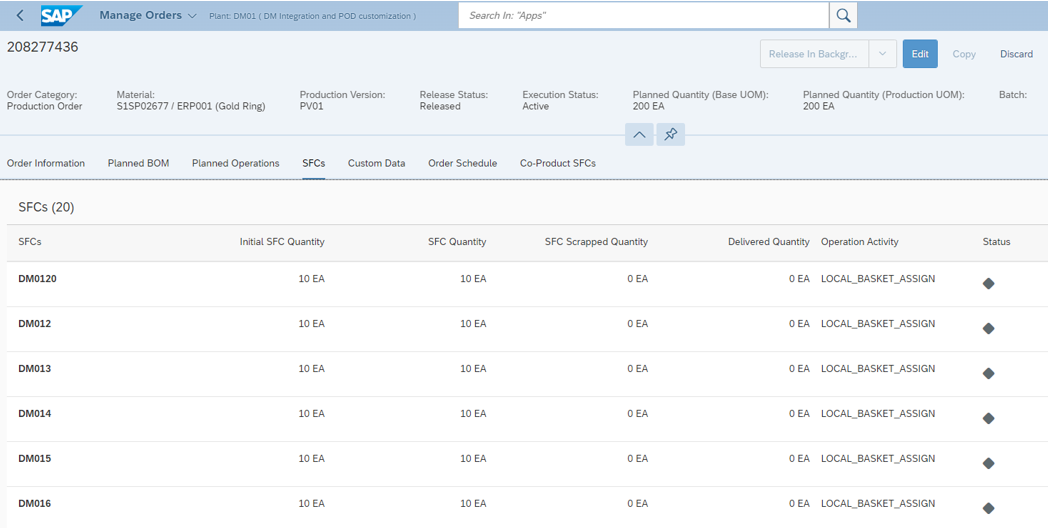 SAP Manage Orders Plant: DM01 ( DM Integration and POD customization ) Search In: "Apps"
208277436
Release In Backgr... Edit Copy Discard
Order Category: Material: Production Version: Release Status: Execution Status: Planned Quantity (Base UOM): Planned Quantity (Production UOM): Batch:
Production Order S1SP02677 / ERP001 (Gold Ring) PV01 Released Active 200 EA 200 EA
Order Information Planned BOM Planned Operations SFCs Custom Data Order Schedule Co-Product SFCs
SFCs (20)
SFCs Initial SFC Quantity SFC Quantity SFC Scrapped Quantity Delivered Quantity Operation Activity Status
DM0120 10 EA 10 EA 0 EA 0 EA LOCAL_BASKET_ASSIGN
DM012 10 EA 10 EA 0 EA 0 EA LOCAL_BASKET_ASSIGN
DM013 10 EA 10 EA 0 EA 0 EA LOCAL_BASKET_ASSIGN
DM014 10 EA 10 EA 0 EA 0 EA LOCAL_BASKET_ASSIGN
DM015 10 EA 10 EA 0 EA 0 EA LOCAL_BASKET_ASSIGN
DM016 10 EA 10 EA 0 EA 0 EA LOCAL_BASKET_ASSIGN